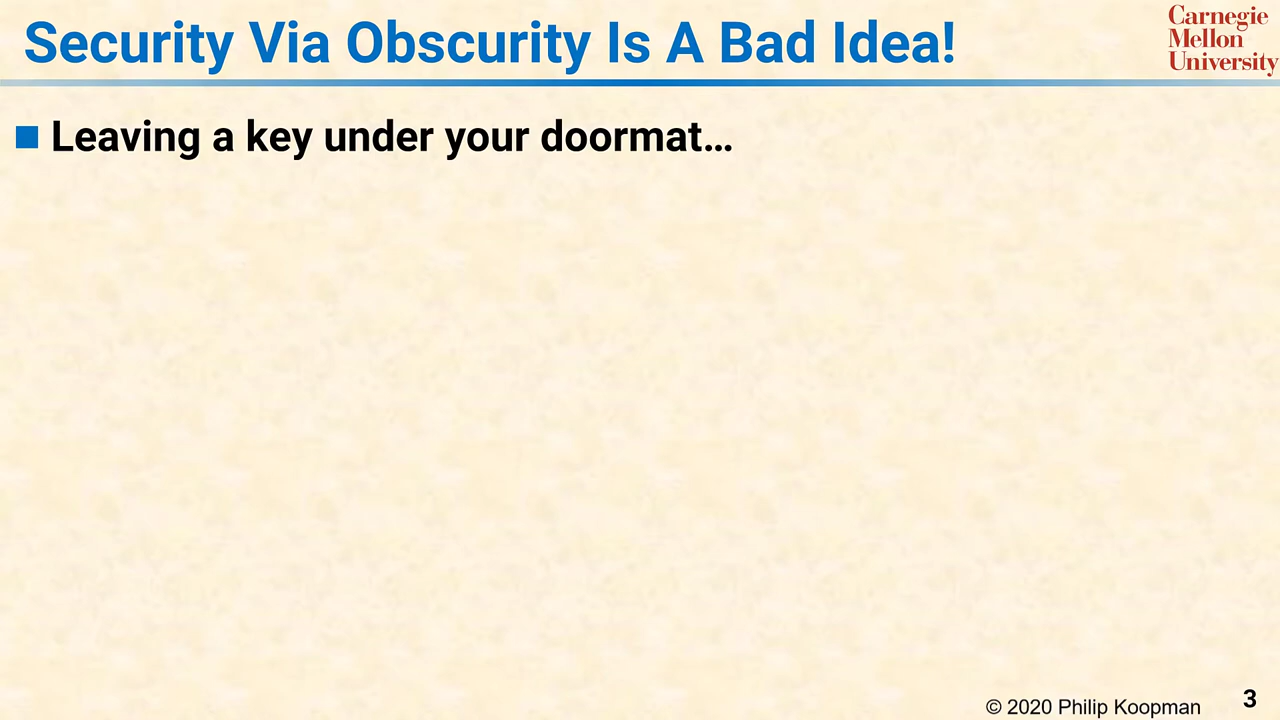 Security Via Obscurity Is A Bad Idea!
Carnegie
Mellon
University
Leaving a key under your doormat…
© 2020 Philip Koopman
3